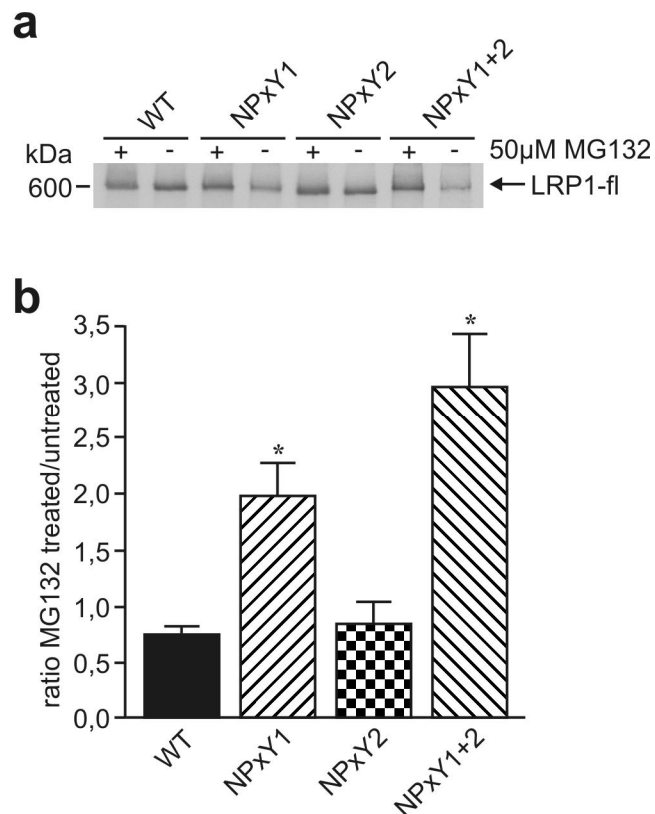 a
WT NPxY1 NPxY2 NPxY1+2
kDa + - + - + - + - 50µM MG132
600 LRP1-fl
b
ratio MG132 treated/untreated
3,5
3,0
2,5
2,0
1,5
1,0
0,5
0,0
*
*
WT NPxY1 NPxY2 NPxY1+2